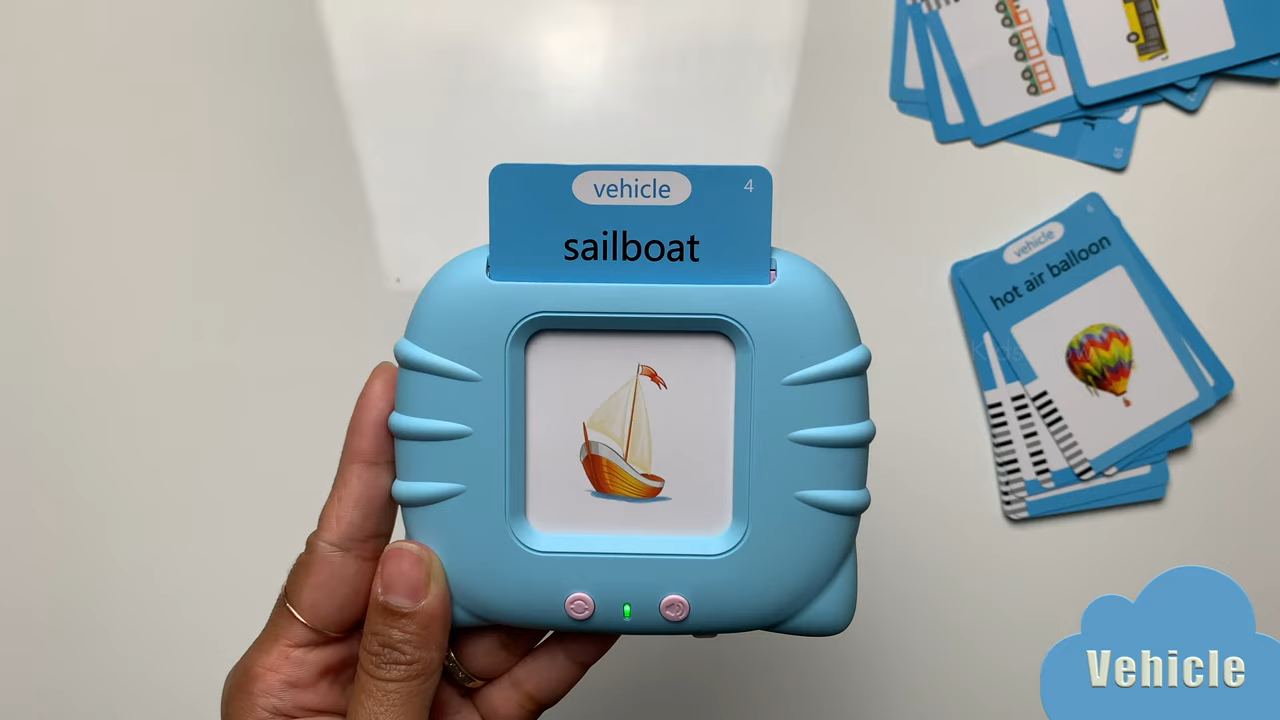 vehicle
4
sailboat
vehicle
hot air balloon
Vehicle